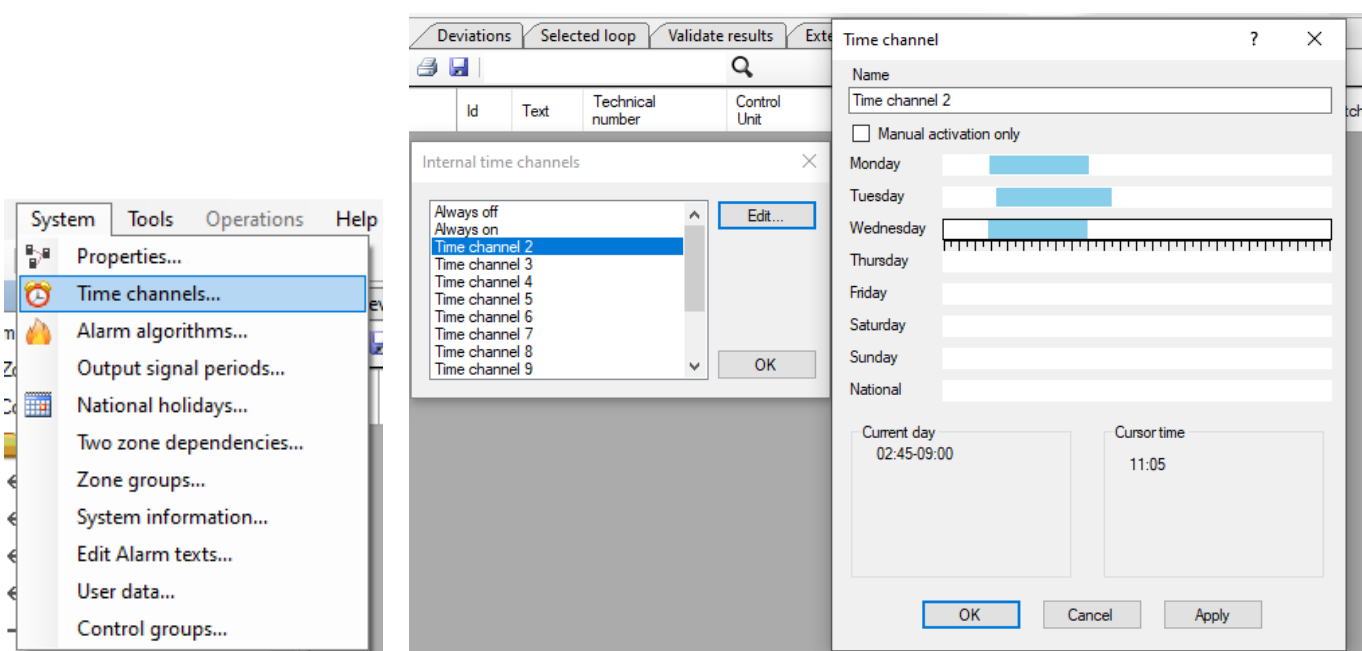 System Tools Operations Help
Properties...
Time channels...
Alarm algorithms...
Output signal periods...
National holidays...
Two zone dependencies...
Zone groups...
System information...
Edit Alarm texts...
User data...
Control groups...
Deviations Selected loop Validate results Exte
Id Text Technical number Control Unit
Internal time channels
Always off
Always on
Time channel 2
Time channel 3
Time channel 4
Time channel 5
Time channel 6
Time channel 7
Time channel 8
Time channel 9
Edit...
OK
Time channel ?
Name
Time channel 2
Manual activation only
Monday
Tuesday
Wednesday
Thursday
Friday
Saturday
Sunday
National
Current day
02:45-09:00
Cursor time
11:05
OK Cancel Apply